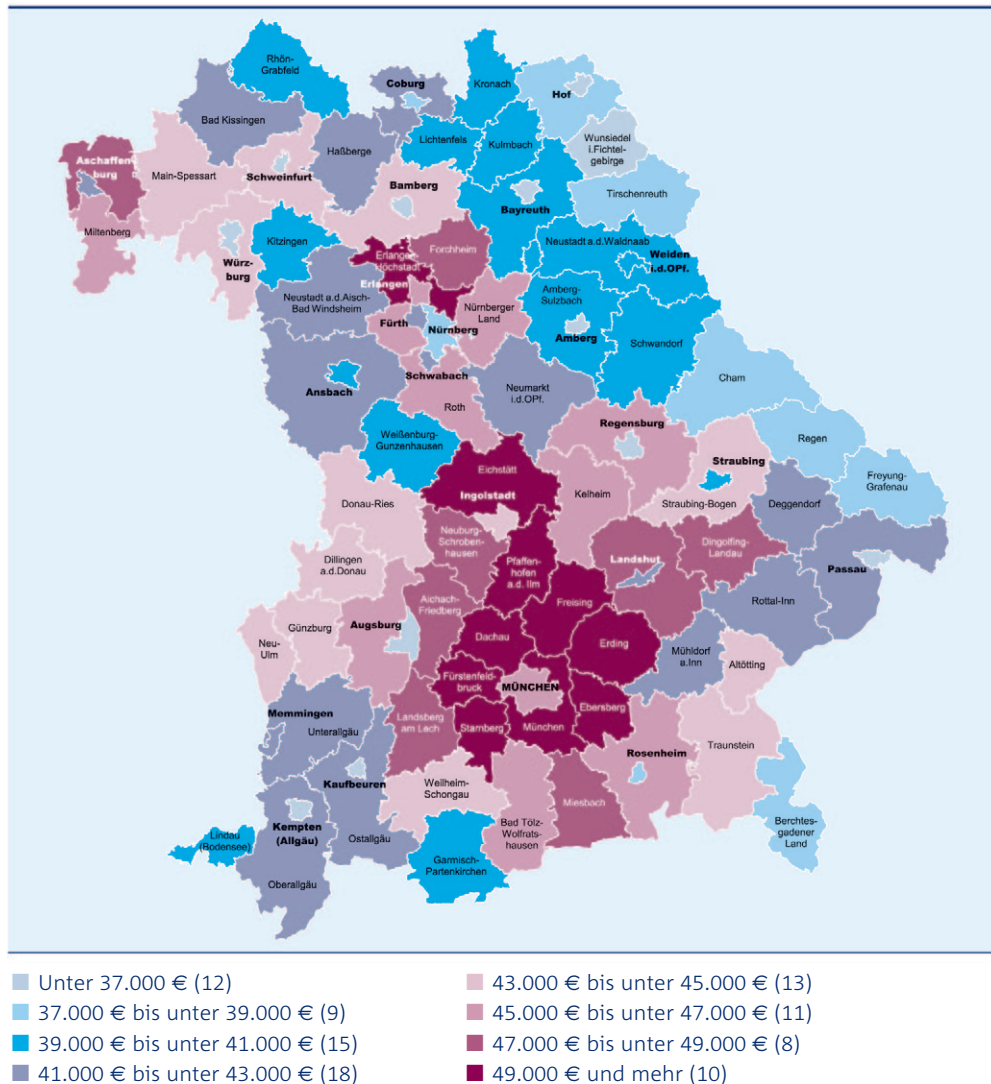 Rhön-
Grabfeld
Coburg
Kronach
Hof
Bad Kissingen
Lichtenfels
Kulmbach
Wunsiedel
i.Fichtel-
gebirge
Haßberge
Aschaffen-
burg
Main-Spessart
Schweinfurt
Bamberg
Tirschenreuth
Bayreuth
Miltenberg
Kitzingen
Neustadt a.d.Waldnaab
Weiden
i.d.OPf.
Würz-
burg
Erlangen-
Höchstadt
Forchheim
Erlangen
Amberg-
Sulzbach
Neustadt a.d.Aisch-
Bad Windsheim
Nürnberger
Land
Fürth
Nürnberg
Amberg
Schwandorf
Schwabach
Cham
Ansbach
Neumarkt
i.d.OPf.
Roth
Regensburg
Weißenburg-
Gunzenhausen
Regen
Straubing
Eichstätt
Freyung-
Grafenau
Ingolstadt
Kelheim
Donau-Ries
Straubing-Bogen
Deggendorf
Neuburg-
Schrobenhausen
Dingolfing-
Landau
Dillingen
a.d.Donau
Pfaffen-
hofen
a.d. Ilm
Landshut
Passau
Aichach-
Friedberg
Freising
Rottal-Inn
Augsburg
Günzburg
Neu-
Ulm
Dachau
Erding
Mühldorf
a.Inn
Altötting
Fürstenfeld-
bruck
MÜNCHEN
Ebersberg
Memmingen
Unterallgäu
Landsberg
am Lech
Starnberg
München
Rosenheim
Traunstein
Kaufbeuren
Weilheim-
Schongau
Miesbach
Bad Tölz-
Wolfrats-
hausen
Berchtes-
gadener
Land
Kempten
(Allgäu)
Lindau
(Bodensee)
Ostallgäu
Garmisch-
Partenkirchen
Oberallgäu
Unter 37.000 € (12)
37.000 € bis unter 39.000 € (9)
39.000 € bis unter 41.000 € (15)
41.000 € bis unter 43.000 € (18)
43.000 € bis unter 45.000 € (13)
45.000 € bis unter 47.000 € (11)
47.000 € bis unter 49.000 € (8)
49.000 € und mehr (10)